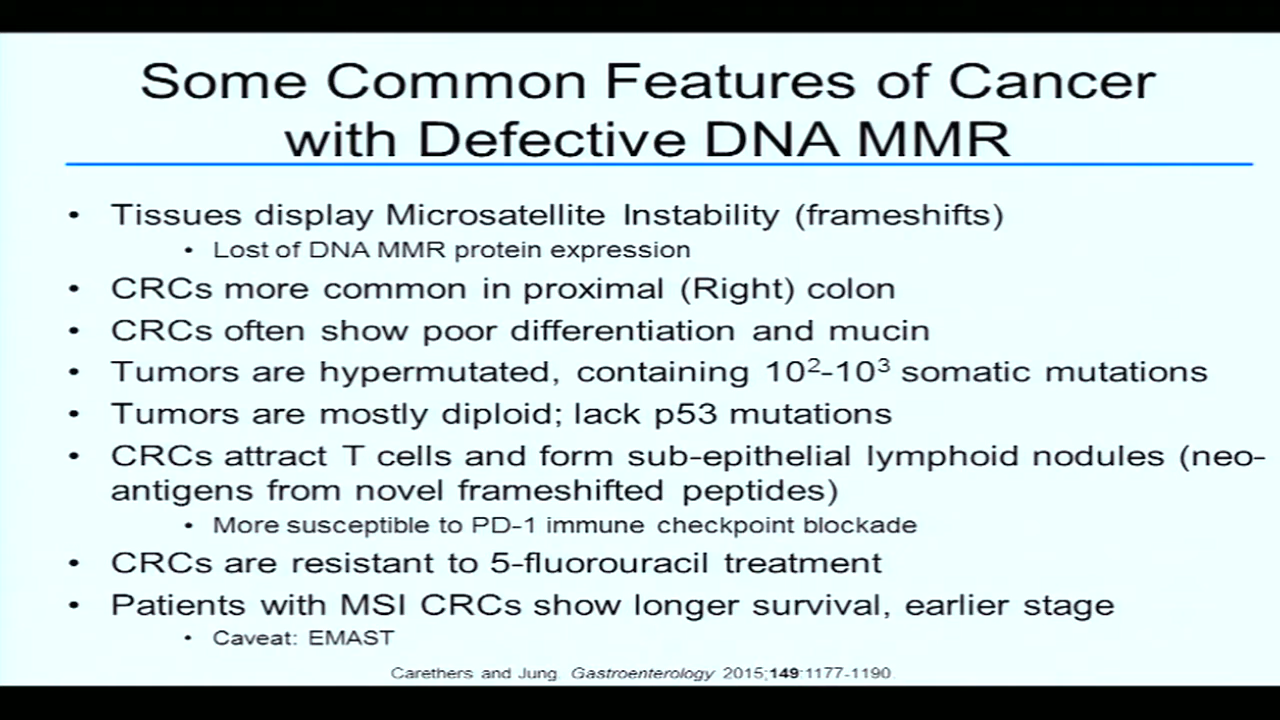 Some Common Features of Cancer
with Defective DNA MMR
• Tissues display Microsatellite Instability (frameshifts)
• Lost of DNA MMR protein expression
• CRCs more common in proximal (Right) colon
• CRCs often show poor differentiation and mucin
• Tumors are hypermutated, containing 10²-10³ somatic mutations
• Tumors are mostly diploid; lack p53 mutations
• CRCs attract T cells and form sub-epithelial lymphoid nodules (neo-
antigens from novel frameshifted peptides)
• More susceptible to PD-1 immune checkpoint blockade
• CRCs are resistant to 5-fluorouracil treatment
• Patients with MSI CRCs show longer survival, earlier stage
• Caveat: EMAST
Carethers and Jung. Gastroenterology 2015;149:1177-1190.